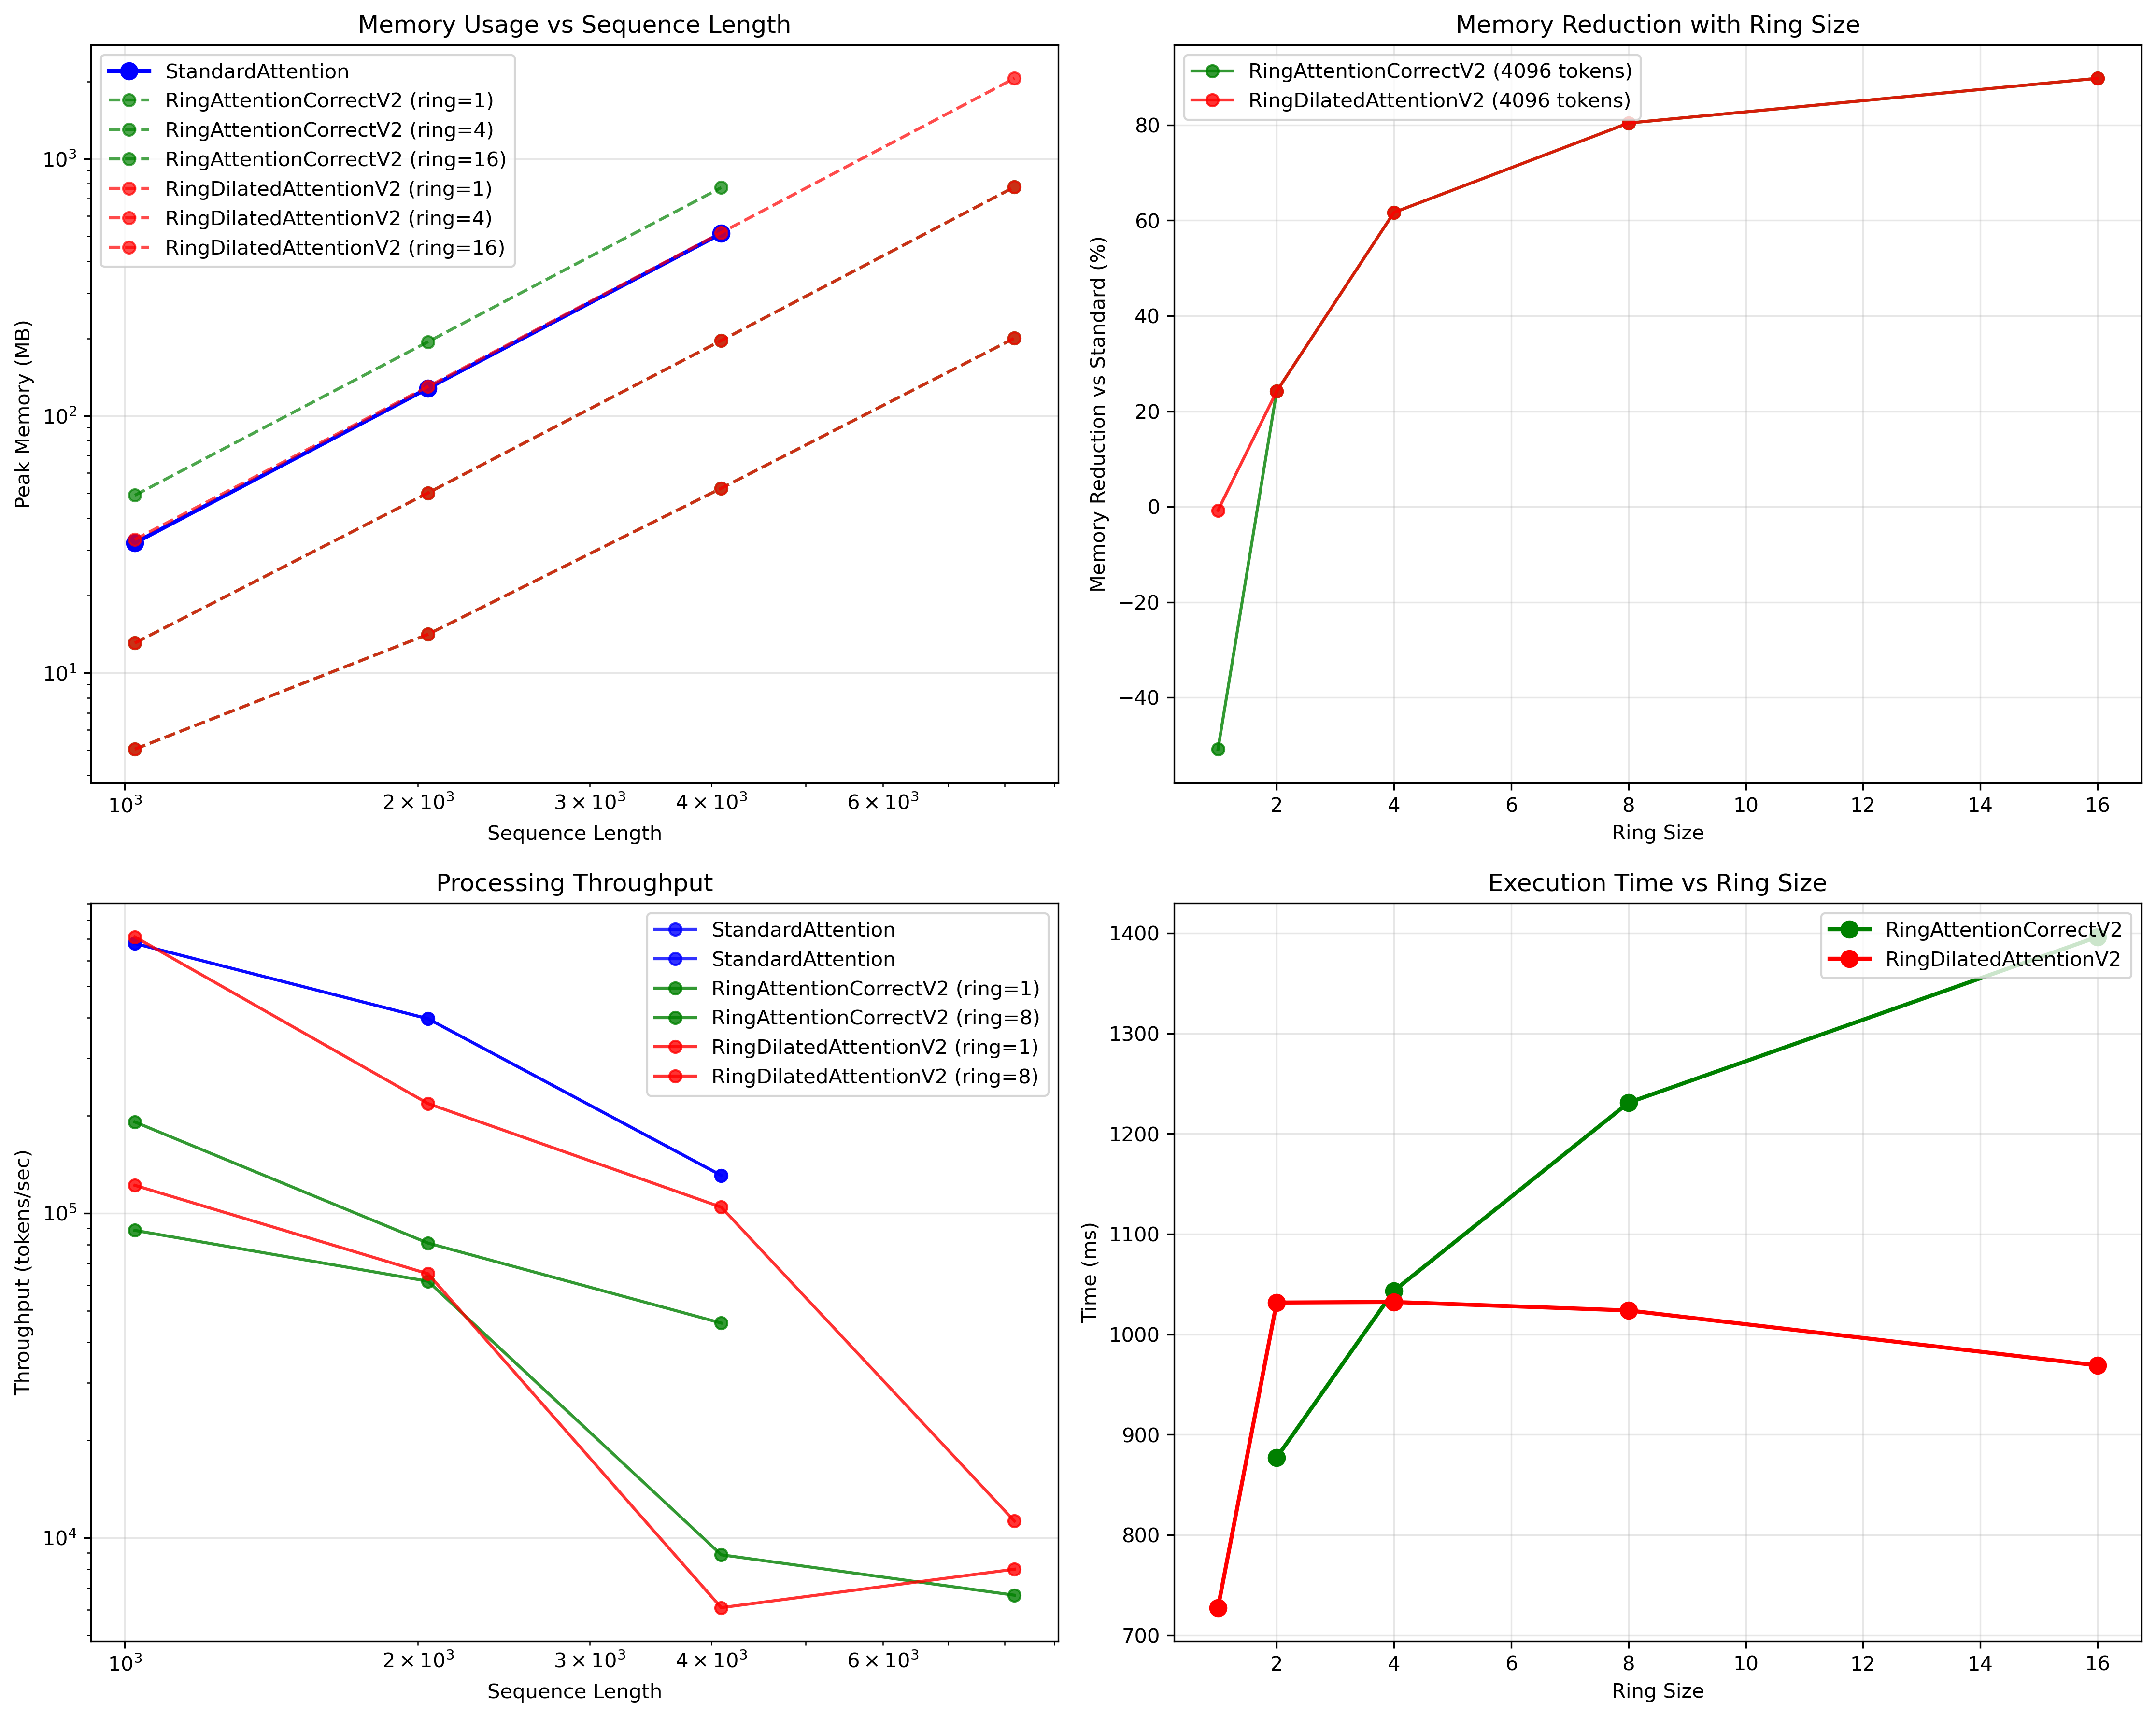 Memory Usage vs Sequence Length
StandardAttention
RingAttentionCorrectV2 (ring=1)
RingAttentionCorrectV2 (ring=4)
RingAttentionCorrectV2 (ring=16)
RingDilatedAttentionV2 (ring=1)
RingDilatedAttentionV2 (ring=4)
RingDilatedAttentionV2 (ring=16)
Peak Memory (MB)
10³
10²
10¹
10³
2 × 10³
3 × 10³
4 × 10³
6 × 10³
Sequence Length
Memory Reduction with Ring Size
RingAttentionCorrectV2 (4096 tokens)
RingDilatedAttentionV2 (4096 tokens)
Memory Reduction vs Standard (%)
80
60
40
20
0
−20
−40
2
4
6
8
10
12
14
16
Ring Size
Processing Throughput
StandardAttention
StandardAttention
RingAttentionCorrectV2 (ring=1)
RingAttentionCorrectV2 (ring=8)
RingDilatedAttentionV2 (ring=1)
RingDilatedAttentionV2 (ring=8)
Throughput (tokens/sec)
10⁵
10⁴
10³
2 × 10³
3 × 10³
4 × 10³
6 × 10³
Sequence Length
Execution Time vs Ring Size
RingAttentionCorrectV2
RingDilatedAttentionV2
Time (ms)
1400
1300
1200
1100
1000
900
800
700
2
4
6
8
10
12
14
16
Ring Size